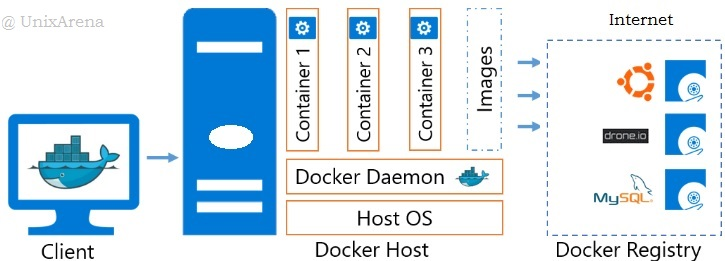 @ UnixArena
Internet
Container 1
Container 2
Container 3
Images
drone.io
MySQL
Docker Daemon
Host OS
Client
Docker Host
Docker Registry